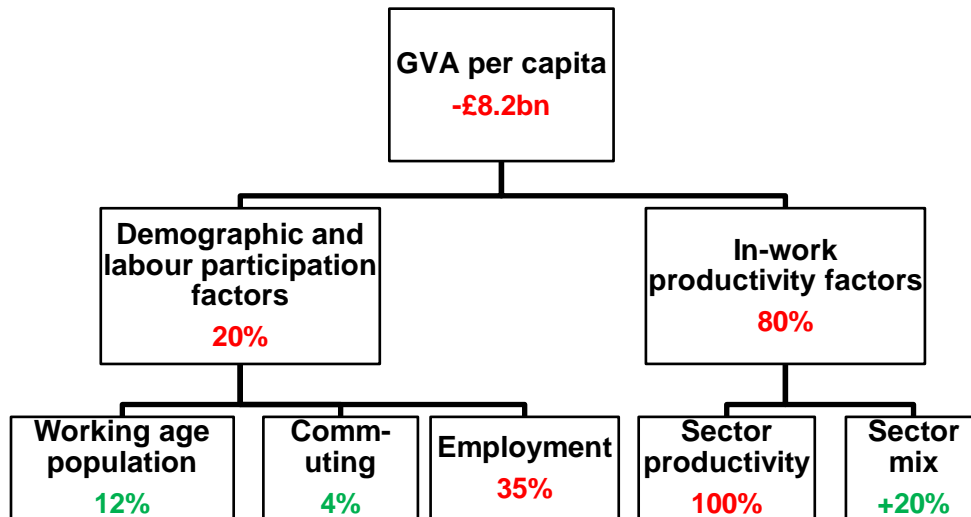 GVA per capita
-£8.2bn
Demographic and
labour participation
factors
20%
In-work
productivity factors
80%
Working age
population
12%
Comm-
uting
4%
Employment
35%
Sector
productivity
100%
Sector
mix
+20%